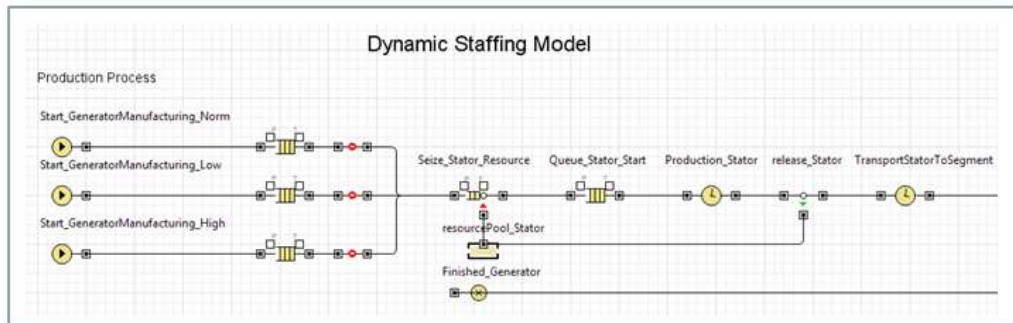 Dynamic Staffing Model
Production Process
Start_GeneratorManufacturing_Norm
Start_GeneratorManufacturing_Low
Seize_Stator_Resource Queue_Stator_Start Production_Stator release_Stator TransportStatorToSegment
Start_GeneratorManufacturing_High
resourcePool_Stator
Finished_Generator